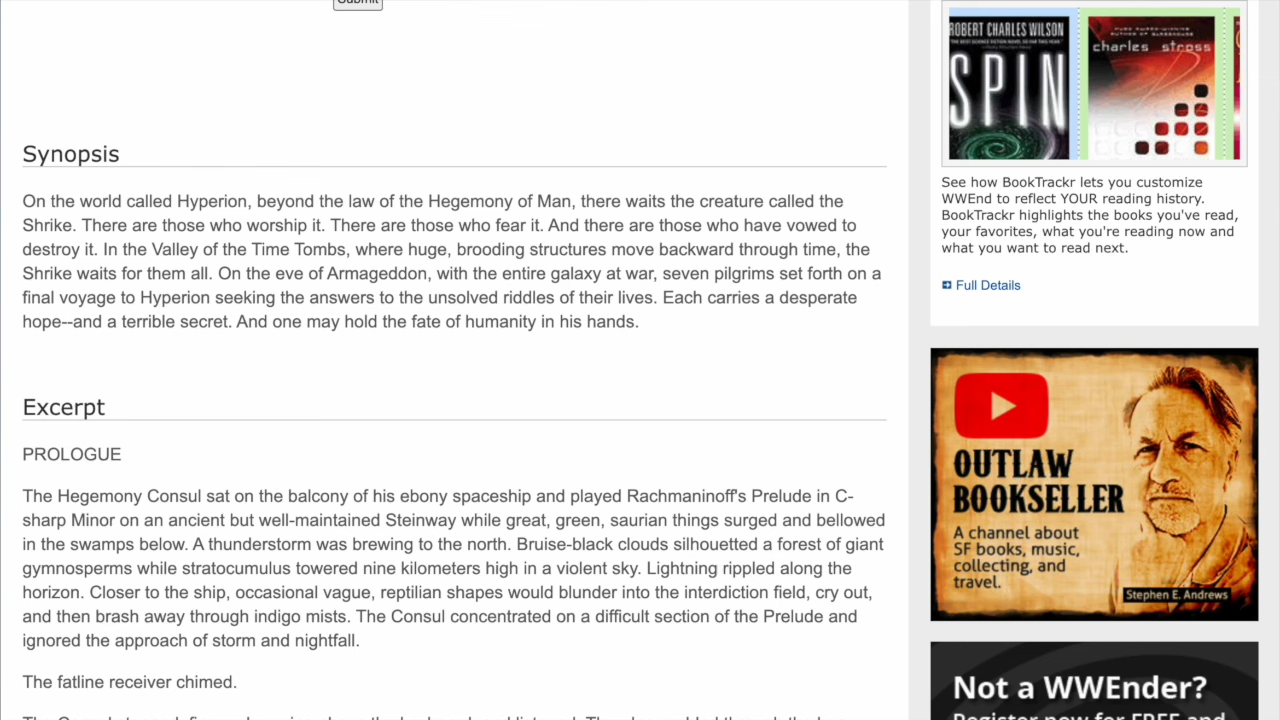 Submit
Synopsis
On the world called Hyperion, beyond the law of the Hegemony of Man, there waits the creature called the
Shrike. There are those who worship it. There are those who fear it. And there are those who have vowed to
destroy it. In the Valley of the Time Tombs, where huge, brooding structures move backward through time, the
Shrike waits for them all. On the eve of Armageddon, with the entire galaxy at war, seven pilgrims set forth on a
final voyage to Hyperion seeking the answers to the unsolved riddles of their lives. Each carries a desperate
hope--and a terrible secret. And one may hold the fate of humanity in his hands.
Excerpt
PROLOGUE
The Hegemony Consul sat on the balcony of his ebony spaceship and played Rachmaninoff's Prelude in C-
sharp Minor on an ancient but well-maintained Steinway while great, green, saurian things surged and bellowed
in the swamps below. A thunderstorm was brewing to the north. Bruise-black clouds silhouetted a forest of giant
gymnosperms while stratocumulus towered nine kilometers high in a violent sky. Lightning rippled along the
horizon. Closer to the ship, occasional vague, reptilian shapes would blunder into the interdiction field, cry out,
and then brash away through indigo mists. The Consul concentrated on a difficult section of the Prelude and
ignored the approach of storm and nightfall.
The fatline receiver chimed.
ROBERT CHARLES WILSON
SPIN
charles stross
See how BookTrackr lets you customize
WWEnd to reflect YOUR reading history.
BookTrackr highlights the books you've read,
your favorites, what you're reading now and
what you want to read next.
Full Details
OUTLAW
BOOKSELLER
A channel about
SF books, music,
collecting, and
travel.
Stephen E. Andrews
Not a WWEnder?
Register now for FREE and